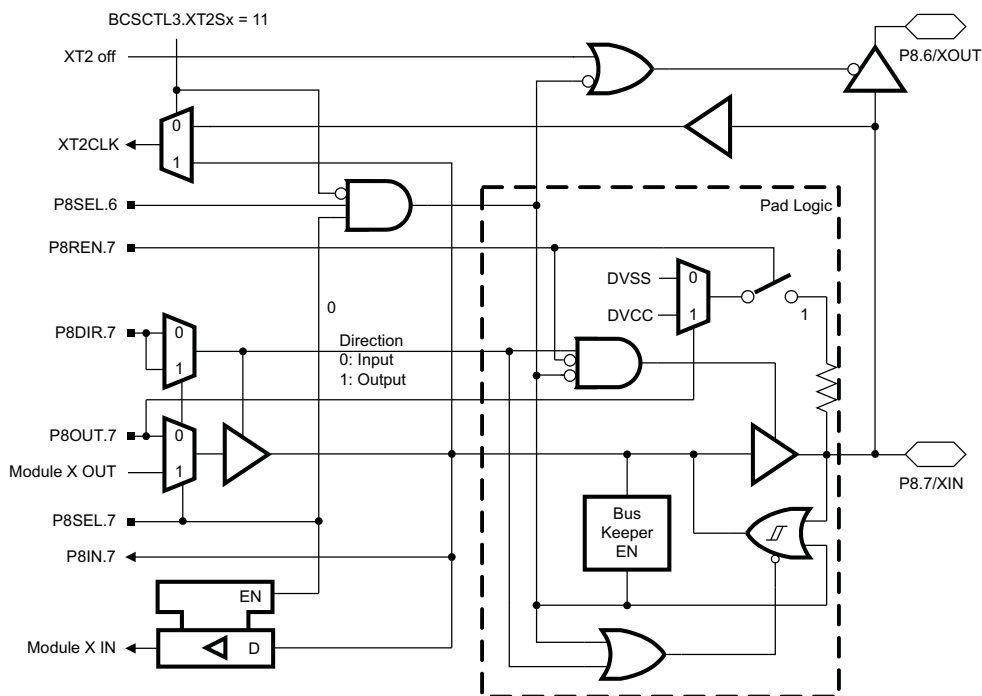 BCSCTL3.XT2Sx = 11
XT2 off
P8.6/XOUT
0
XT2CLK
1
P8SEL.6
Pad Logic
P8REN.7
DVSS
0
0
DVCC
1
1
P8DIR.7
0
Direction
0: Input
1
1: Output
P8OUT.7
0
Module X OUT
1
P8.7/XIN
P8SEL.7
Bus
Keeper
EN
P8IN.7
EN
Module X IN
D